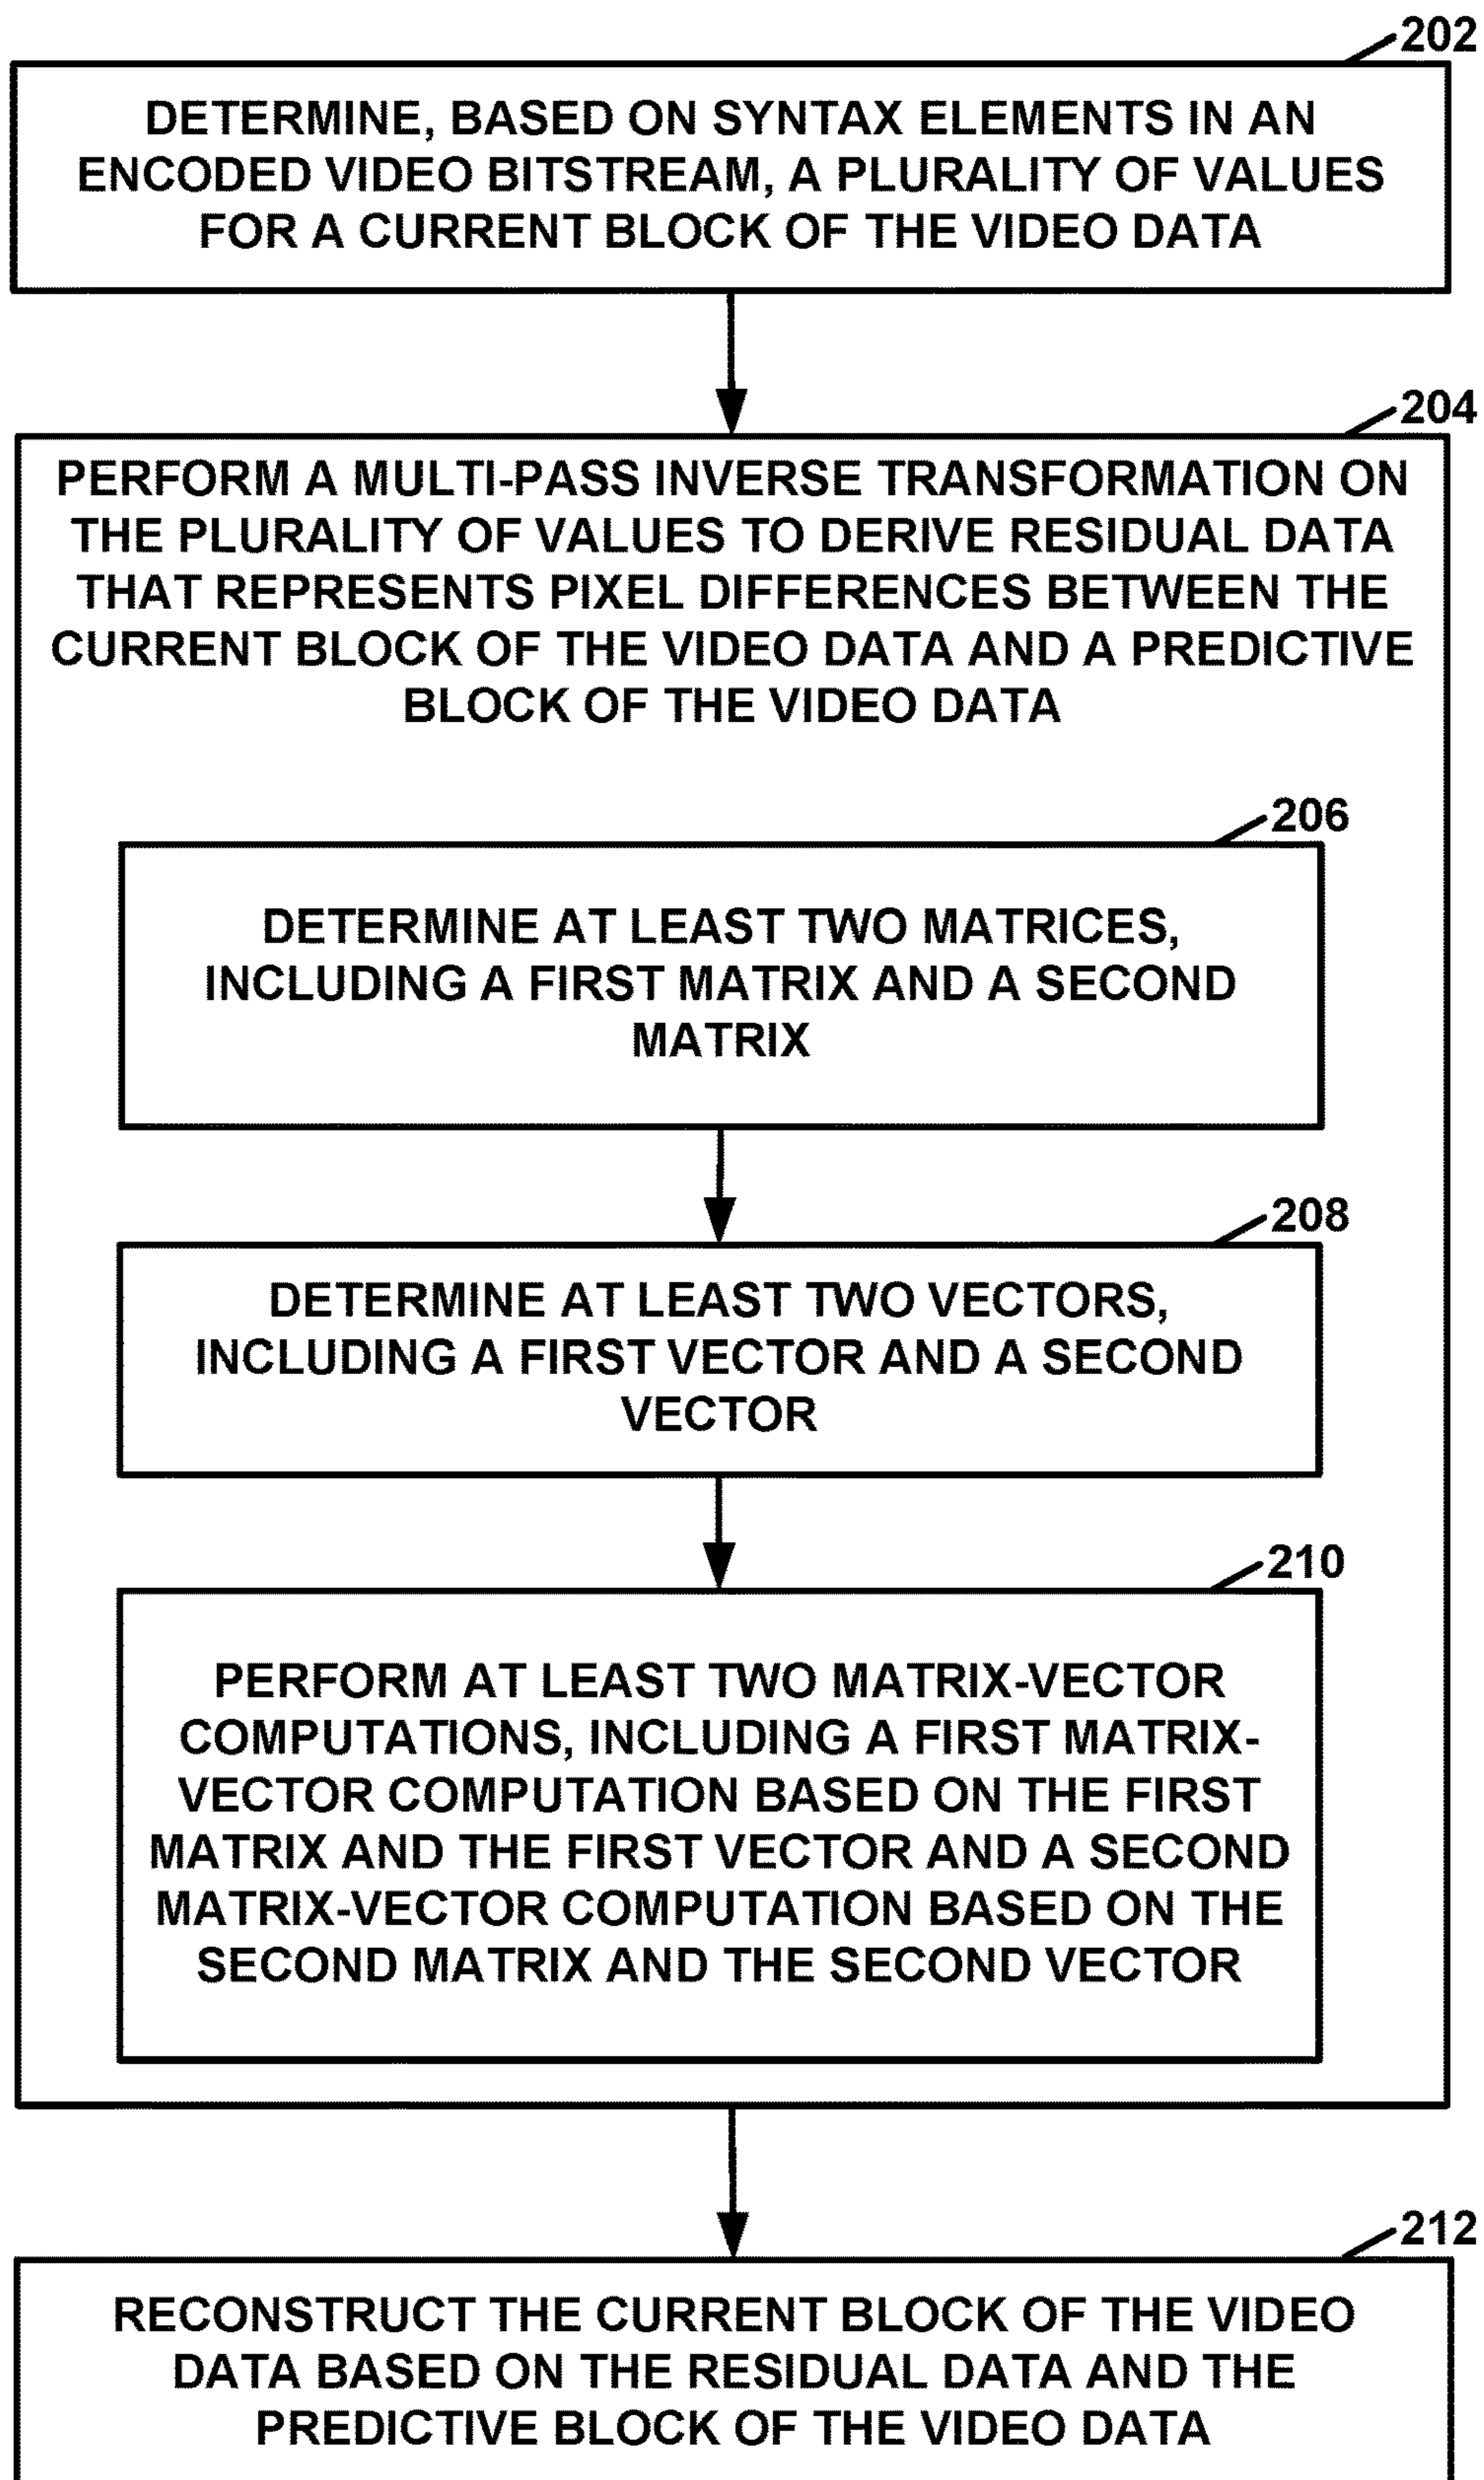 202
DETERMINE, BASED ON SYNTAX ELEMENTS IN AN
ENCODED VIDEO BITSTREAM, A PLURALITY OF VALUES
FOR A CURRENT BLOCK OF THE VIDEO DATA
204
PERFORM A MULTI-PASS INVERSE TRANSFORMATION ON
THE PLURALITY OF VALUES TO DERIVE RESIDUAL DATA
THAT REPRESENTS PIXEL DIFFERENCES BETWEEN THE
CURRENT BLOCK OF THE VIDEO DATA AND A PREDICTIVE
BLOCK OF THE VIDEO DATA
206
DETERMINE AT LEAST TWO MATRICES,
INCLUDING A FIRST MATRIX AND A SECOND
MATRIX
208
DETERMINE AT LEAST TWO VECTORS,
INCLUDING A FIRST VECTOR AND A SECOND
VECTOR
210
PERFORM AT LEAST TWO MATRIX-VECTOR
COMPUTATIONS, INCLUDING A FIRST MATRIX-
VECTOR COMPUTATION BASED ON THE FIRST
MATRIX AND THE FIRST VECTOR AND A SECOND
MATRIX-VECTOR COMPUTATION BASED ON THE
SECOND MATRIX AND THE SECOND VECTOR
212
RECONSTRUCT THE CURRENT BLOCK OF THE VIDEO
DATA BASED ON THE RESIDUAL DATA AND THE
PREDICTIVE BLOCK OF THE VIDEO DATA